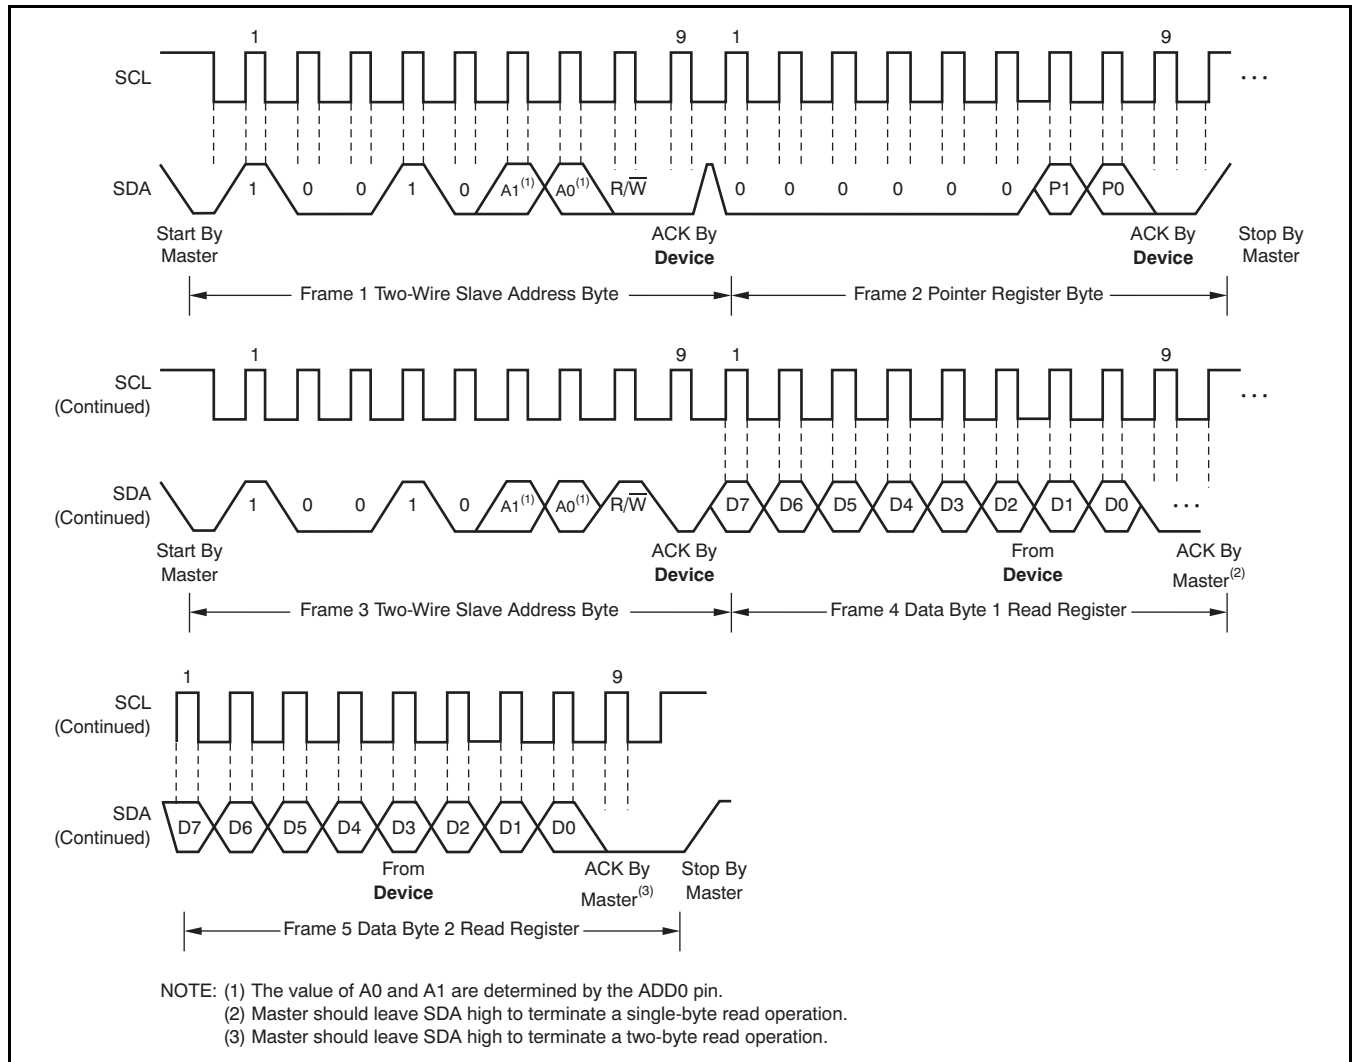 1 9 1 9
SCL ...
SDA 1 0 0 1 0 A1(1) A0(1) R/W̅ 0 0 0 0 0 0 P1 P0
Start By ACK By ACK By Stop By
Master Device Device Master
Frame 1 Two-Wire Slave Address Byte Frame 2 Pointer Register Byte
1 9 1 9
SCL ...
(Continued)
SDA
(Continued) 1 0 0 1 0 A1(1) A0(1) R/W̅ D7 D6 D5 D4 D3 D2 D1 D0 ...
Start By ACK By From ACK By
Master Device Device Master(2)
Frame 3 Two-Wire Slave Address Byte Frame 4 Data Byte 1 Read Register
1 9
SCL
(Continued)
SDA
(Continued) D7 D6 D5 D4 D3 D2 D1 D0
From ACK By Stop By
Device Master(3) Master
Frame 5 Data Byte 2 Read Register
NOTE: (1) The value of A0 and A1 are determined by the ADD0 pin.
(2) Master should leave SDA high to terminate a single-byte read operation.
(3) Master should leave SDA high to terminate a two-byte read operation.